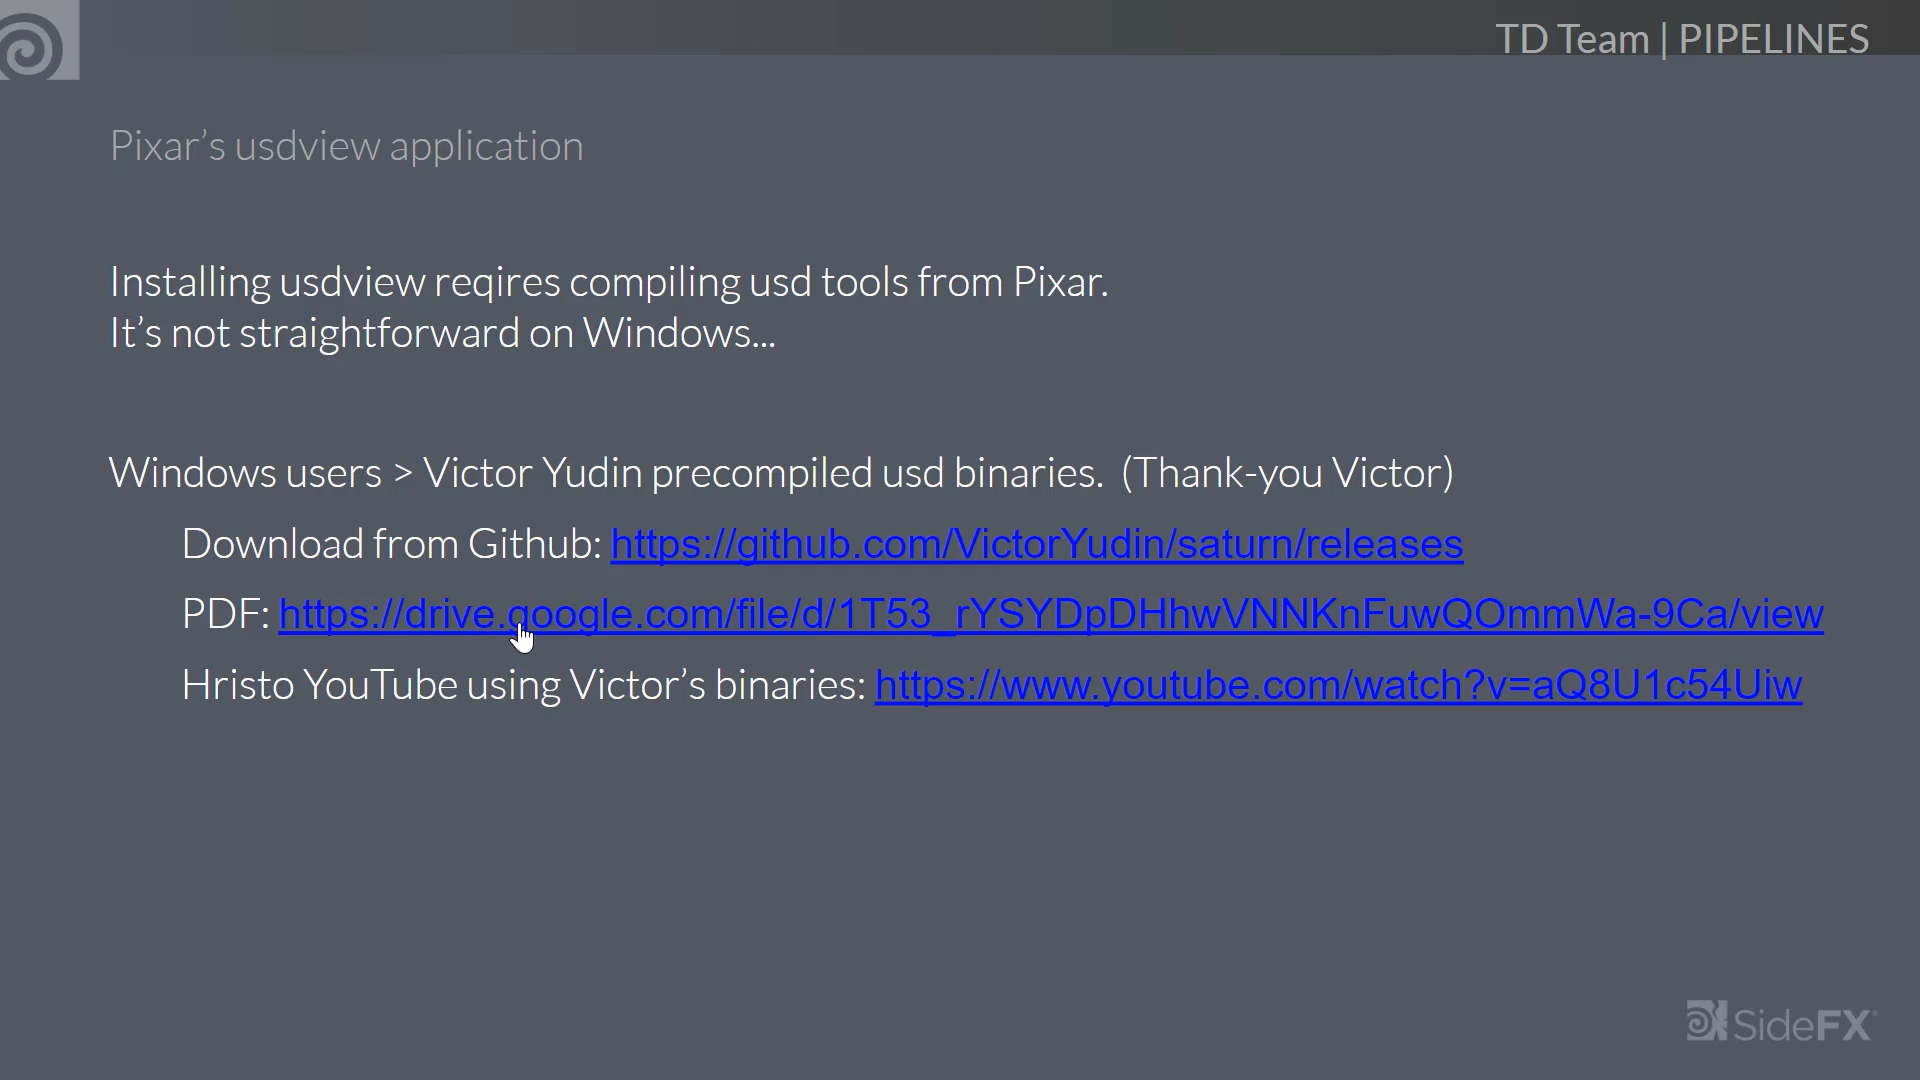 TD Team | PIPELINES
Pixar’s usdview application
Installing usdview reqires compiling usd tools from Pixar.
It’s not straightforward on Windows...
Windows users > Victor Yudin precompiled usd binaries.  (Thank-you Victor)
Download from Github: https://github.com/VictorYudin/saturn/releases
PDF: https://drive.google.com/file/d/1T53_rYSYDpDHhwVNNKnFuwQOmmWa-9Ca/view
Hristo YouTube using Victor’s binaries: https://www.youtube.com/watch?v=aQ8U1c54Uiw
SideFX